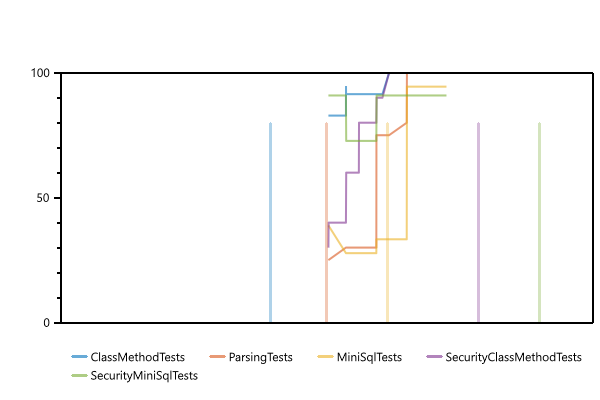 100
50
0
ClassMethodTests ParsingTests MiniSqlTests SecurityClassMethodTests
SecurityMiniSqlTests